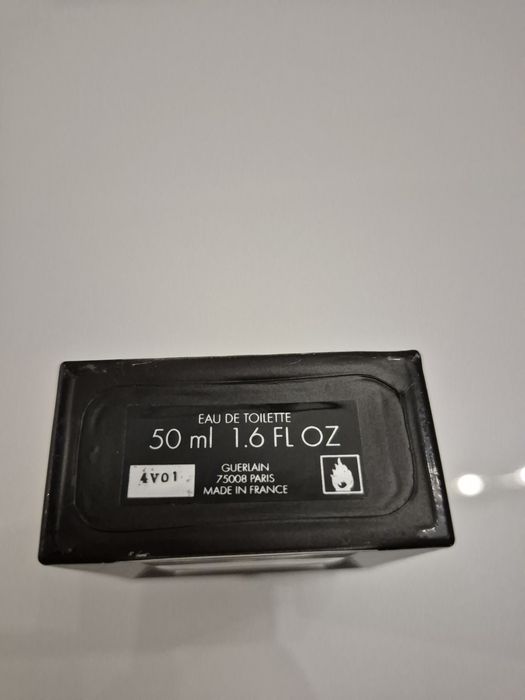 EAU DE TOILETTE
50 ml 1.6 FL OZ
GUERLAIN
75008 PARIS
MADE IN FRANCE
4V01